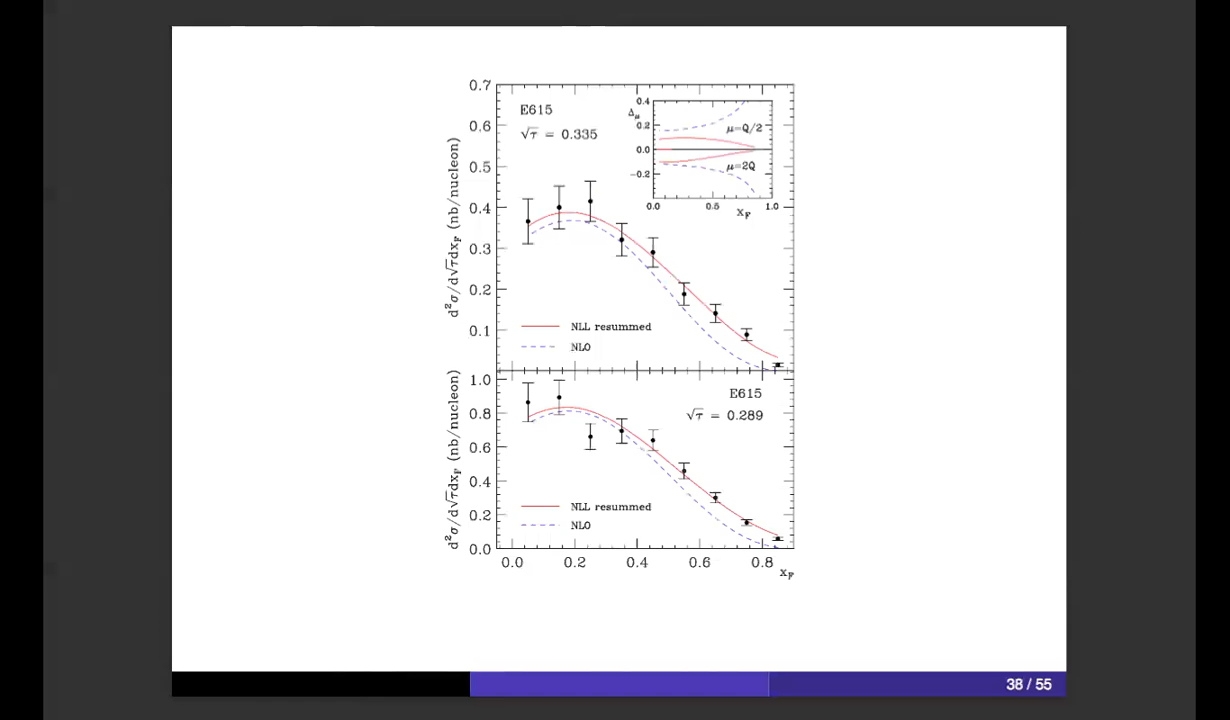 0.7
E615
√τ = 0.335
0.6
0.5
0.4
0.3
0.2
0.1
d²σ/d√τdx_F (nb/nucleon)
0.4
Δ_μ
0.2
0.0
−0.2
μ=Q/2
μ=2Q
0.0 0.5 1.0
x_F
NLL resummed
NLO
1.0
0.8
0.6
0.4
0.2
0.0
d²σ/d√τdx_F (nb/nucleon)
E615
√τ = 0.289
NLL resummed
NLO
0.0 0.2 0.4 0.6 0.8
x_F
38 / 55